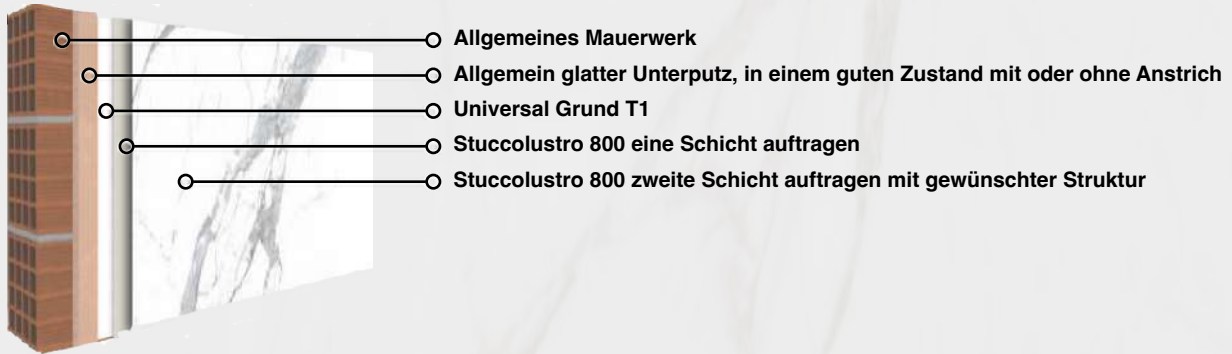 Allgemeines Mauerwerk
Allgemein glatter Unterputz, in einem guten Zustand mit oder ohne Anstrich
Universal Grund T1
Stuccolustro 800 eine Schicht auftragen
Stuccolustro 800 zweite Schicht auftragen mit gewünschter Struktur